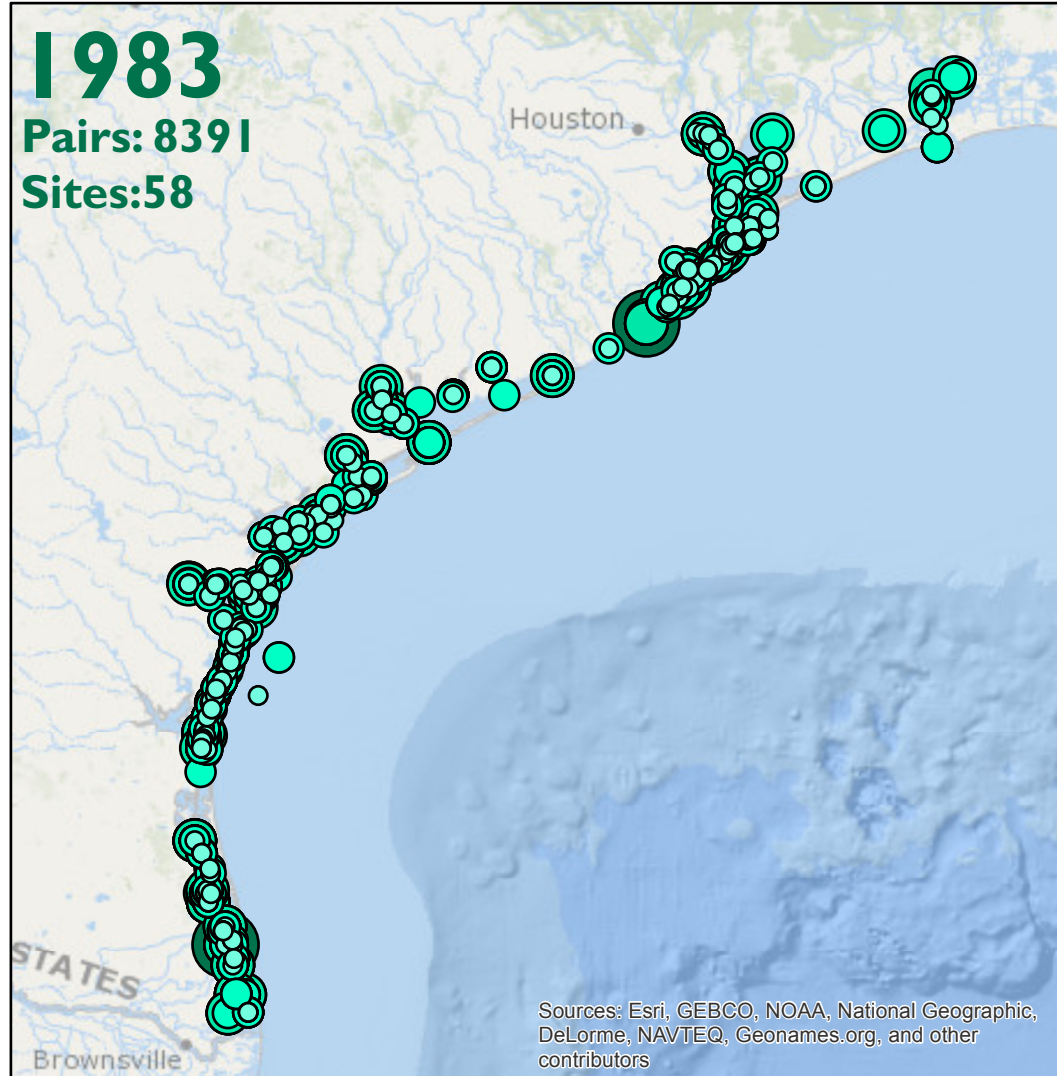 1983
Pairs: 8391
Sites:58
Houston
STATES
Brownsville
Sources: Esri, GEBCO, NOAA, National Geographic,
DeLorme, NAVTEQ, Geonames.org, and other
contributors